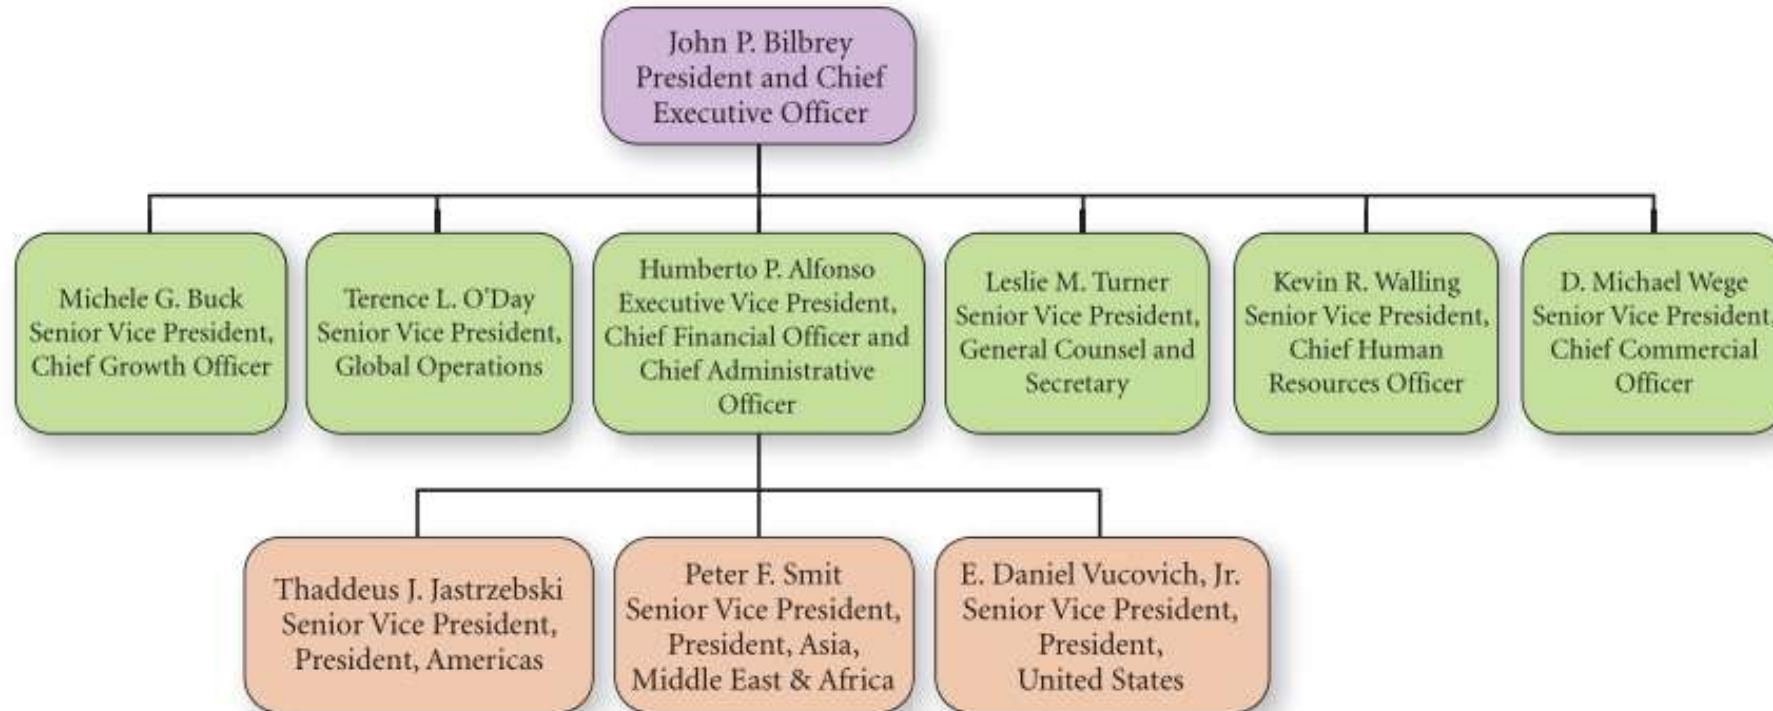 John P. Bilbrey
President and Chief
Executive Officer
Michele G. Buck
Senior Vice President,
Chief Growth Officer
Terence L. O'Day
Senior Vice President,
Global Operations
Humberto P. Alfonso
Executive Vice President,
Chief Financial Officer and
Chief Administrative
Officer
Leslie M. Turner
Senior Vice President,
General Counsel and
Secretary
Kevin R. Walling
Senior Vice President,
Chief Human
Resources Officer
D. Michael Wege
Senior Vice President,
Chief Commercial
Officer
Thaddeus J. Jastrzebski
Senior Vice President,
President, Americas
Peter F. Smit
Senior Vice President,
President, Asia,
Middle East & Africa
E. Daniel Vucovich, Jr.
Senior Vice President,
President,
United States